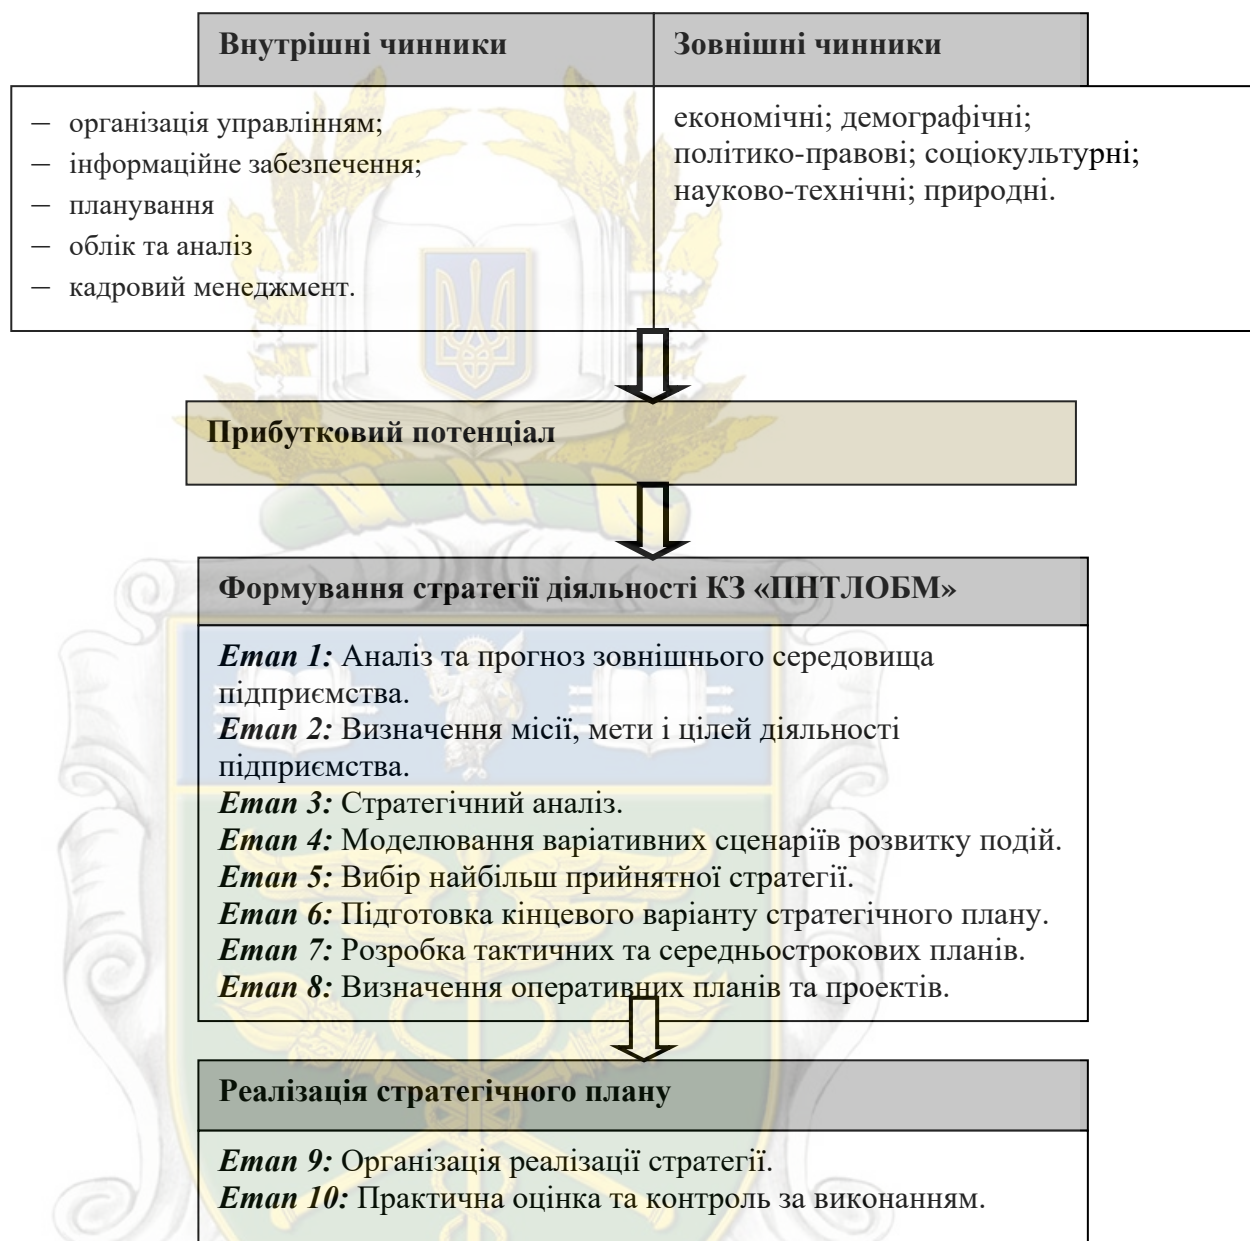 Внутрішні чинники
Зовнішні чинники
– організація управлінням;
– інформаційне забезпечення;
– планування
– облік та аналіз
– кадровий менеджмент.
економічні; демографічні;
політико-правові; соціокультурні;
науково-технічні; природні.
Прибутковий потенціал
Формування стратегії діяльності КЗ «ПНТЛОБМ»
Етап 1: Аналіз та прогноз зовнішнього середовища
підприємства.
Етап 2: Визначення місії, мети і цілей діяльності
підприємства.
Етап 3: Стратегічний аналіз.
Етап 4: Моделювання варіативних сценаріїв розвитку подій.
Етап 5: Вибір найбільш прийнятної стратегії.
Етап 6: Підготовка кінцевого варіанту стратегічного плану.
Етап 7: Розробка тактичних та середньострокових планів.
Етап 8: Визначення оперативних планів та проектів.
Реалізація стратегічного плану
Етап 9: Організація реалізації стратегії.
Етап 10: Практична оцінка та контроль за виконанням.